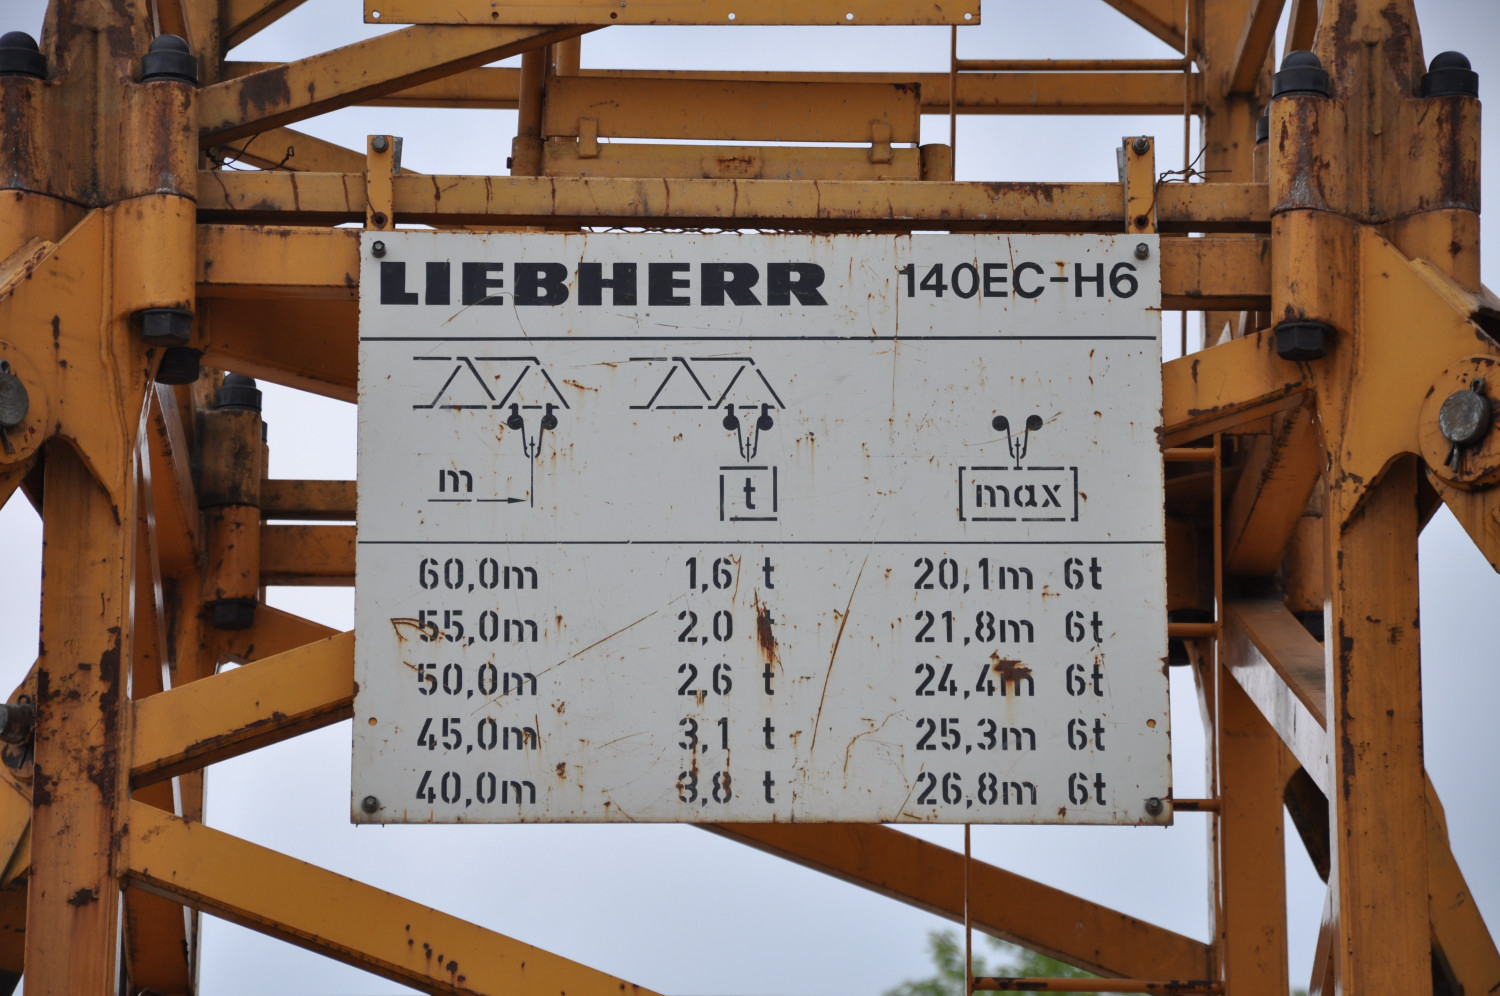 LIEBHERR 140EC-H6
m t max
60,0m 1,6 t 20,1m 6t
55,0m 2,0 t 21,8m 6t
50,0m 2,6 t 24,4m 6t
45,0m 3,1 t 25,3m 6t
40,0m 3,8 t 26,8m 6t